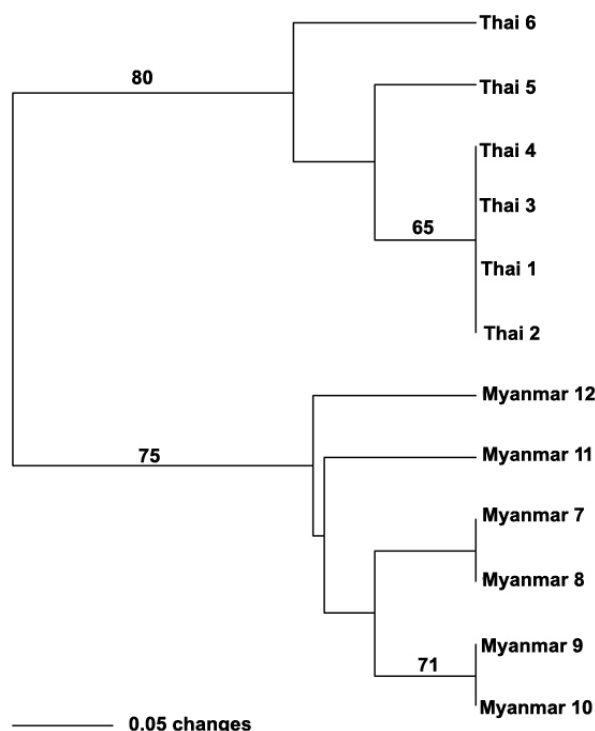 Thai 6
80
Thai 5
Thai 4
Thai 3
65
Thai 1
Thai 2
Myanmar 12
75
Myanmar 11
Myanmar 7
Myanmar 8
Myanmar 9
71
Myanmar 10
0.05 changes